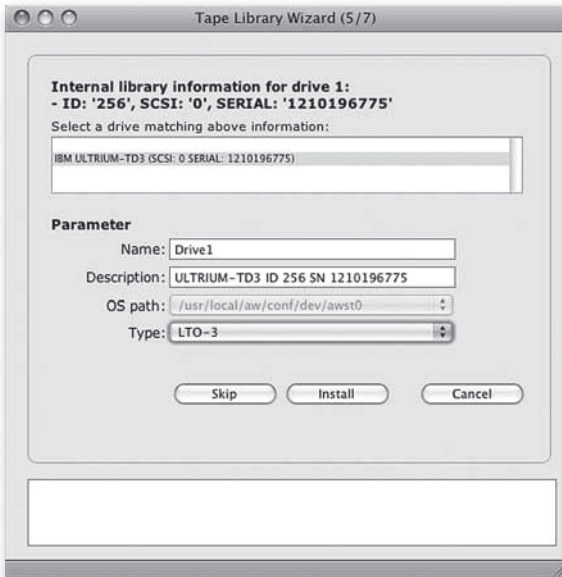 Tape Library Wizard (5/7)
Internal library information for drive 1:
- ID: '256', SCSI: '0', SERIAL: '1210196775'
Select a drive matching above information:
IBM ULTRIUM-TD3 (SCSI: 0 SERIAL: 1210196775)
Parameter
Name: Drive1
Description: ULTRIUM-TD3 ID 256 SN 1210196775
OS path: /usr/local/aw/conf/dev/awst0
Type: LTO-3
Skip Install Cancel